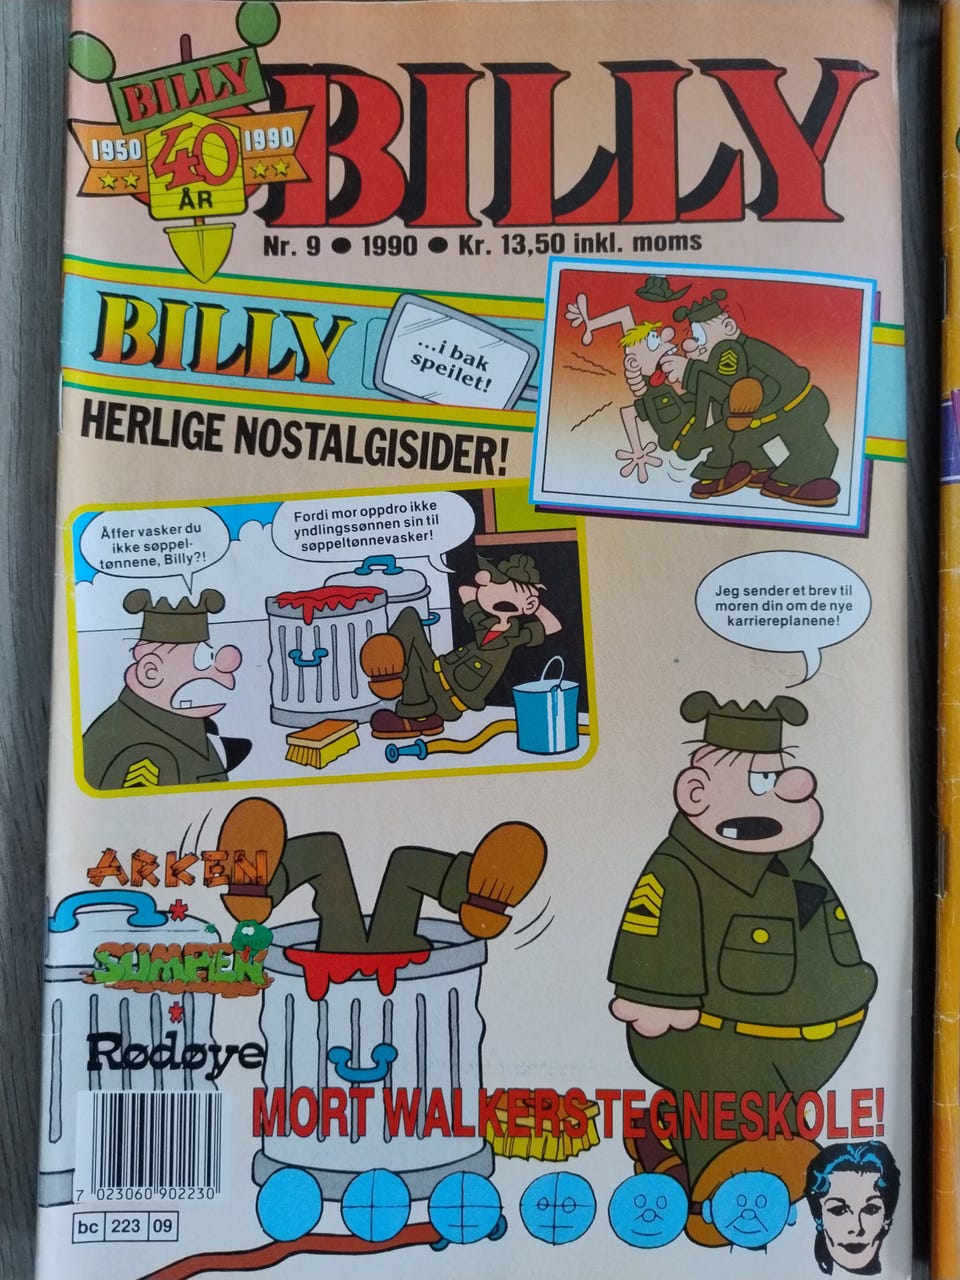 BILLY
1950 40 1990
ÅR
BILLY
Nr. 9 ● 1990 ● Kr. 13,50 inkl. moms
BILLY
...i bak
speilet!
HERLIGE NOSTALGISIDER!
Åffer vasker du
ikke søppel-
tønnene, Billy?!
Fordi mor oppdro ikke
yndlingssønnen sin til
søppeltønnevasker!
Jeg sender et brev til
moren din om de nye
karriereplanene!
ARKEN
*
SUMPEN
*
Rødøye
MORT WALKERS TEGNESKOLE!
7 023060 902230
bc 223 09